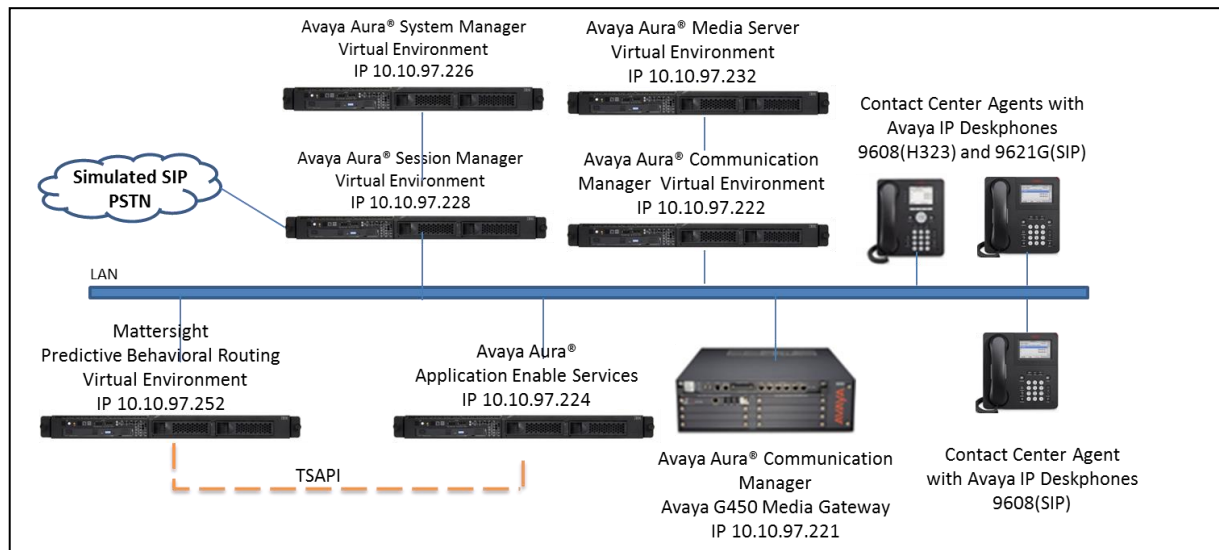 Avaya Aura® System Manager
Virtual Environment
IP 10.10.97.226
Avaya Aura® Media Server
Virtual Environment
IP 10.10.97.232
Contact Center Agents with
Avaya IP Deskphones
9608(H323) and 9621G(SIP)
Simulated SIP
PSTN
Avaya Aura® Session Manager
Virtual Environment
IP 10.10.97.228
Avaya Aura® Communication
Manager Virtual Environment
IP 10.10.97.222
LAN
Mattersight
Predictive Behavioral Routing
Virtual Environment
IP 10.10.97.252
Avaya Aura®
Application Enable Services
IP 10.10.97.224
AVAYA
TSAPI
Avaya Aura® Communication
Manager
Avaya G450 Media Gateway
IP 10.10.97.221
Contact Center Agent
with Avaya IP Deskphones
9608(SIP)